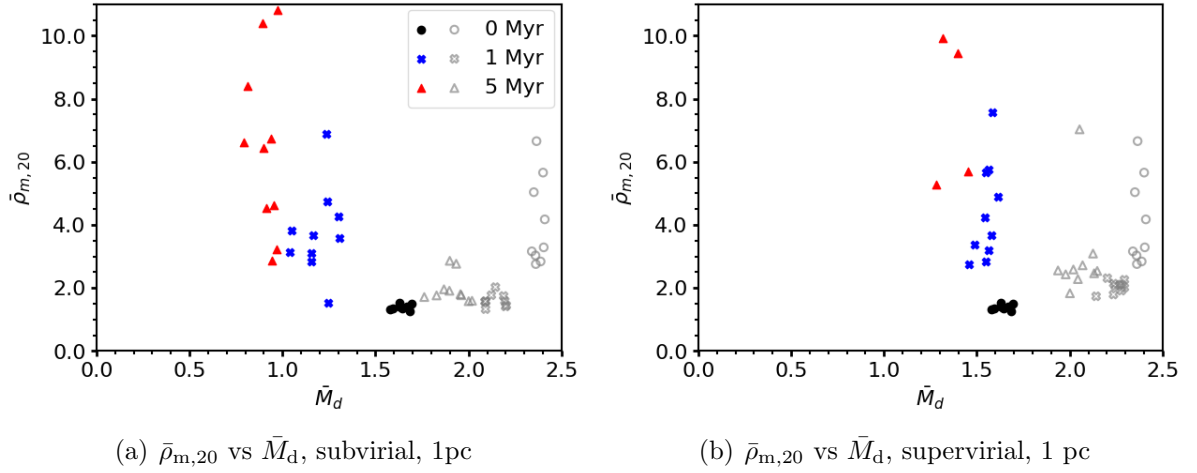 10.0
8.0
6.0
4.0
2.0
0.0
ρ̄m,20
0 Myr
1 Myr
5 Myr
0.0 0.5 1.0 1.5 2.0 2.5
M̄d
(a) ρ̄m,20 vs M̄d, subvirial, 1pc
10.0
8.0
6.0
4.0
2.0
0.0
ρ̄m,20
0.0 0.5 1.0 1.5 2.0 2.5
M̄d
(b) ρ̄m,20 vs M̄d, supervirial, 1 pc